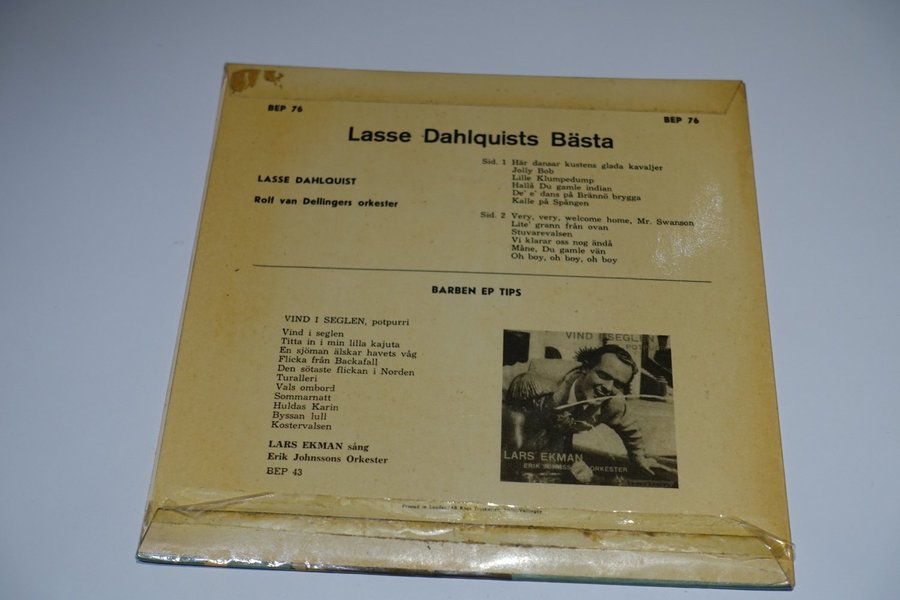 BEP 76
BEP 76
Lasse Dahlquists Bästa
LASSE DAHLQUIST
Rolf van Dellingers orkester
Sid. 1 Här dansar kustens glada kavaljer
Jolly Bob
Lille Klumpedump
Hallå Du gamle indian
De' e' dans på Brännö brygga
Kalle på Spången
Sid. 2 Very, very, welcome home, Mr. Swanson
Lite' grann från ovan
Stuvarevalsen
Vi klarar oss nog ändå
Måne, Du gamle vän
Oh boy, oh boy, oh boy
BARBEN EP TIPS
VIND I SEGLEN, potpurri
Vind i seglen
Titta in i min lilla kajuta
En sjöman älskar havets våg
Flicka från Backafall
Den sötaste flickan i Norden
Turalleri
Vals ombord
Sommarnatt
Huldas Karin
Byssan lull
Kostervalsen
LARS EKMAN sång
Erik Johnssons Orkester
BEP 43
VIND I SEGLEN
LARS EKMAN
ERIK JOHNSSONS ORKESTER
Printed in